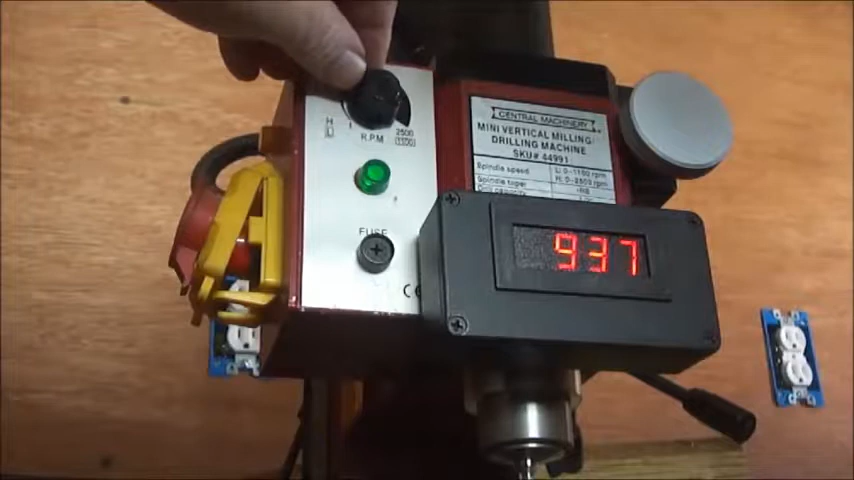 CENTRAL MACHINERY
MINI VERTICAL MILLING
DRILLING MACHINE
SKU# 44991
Spindle speed
L: 0-1100 rpm
H: 0-2500 rpm
Spindle taper
H
L
R.P.M
2500
(1100)
FUSE
CE
937